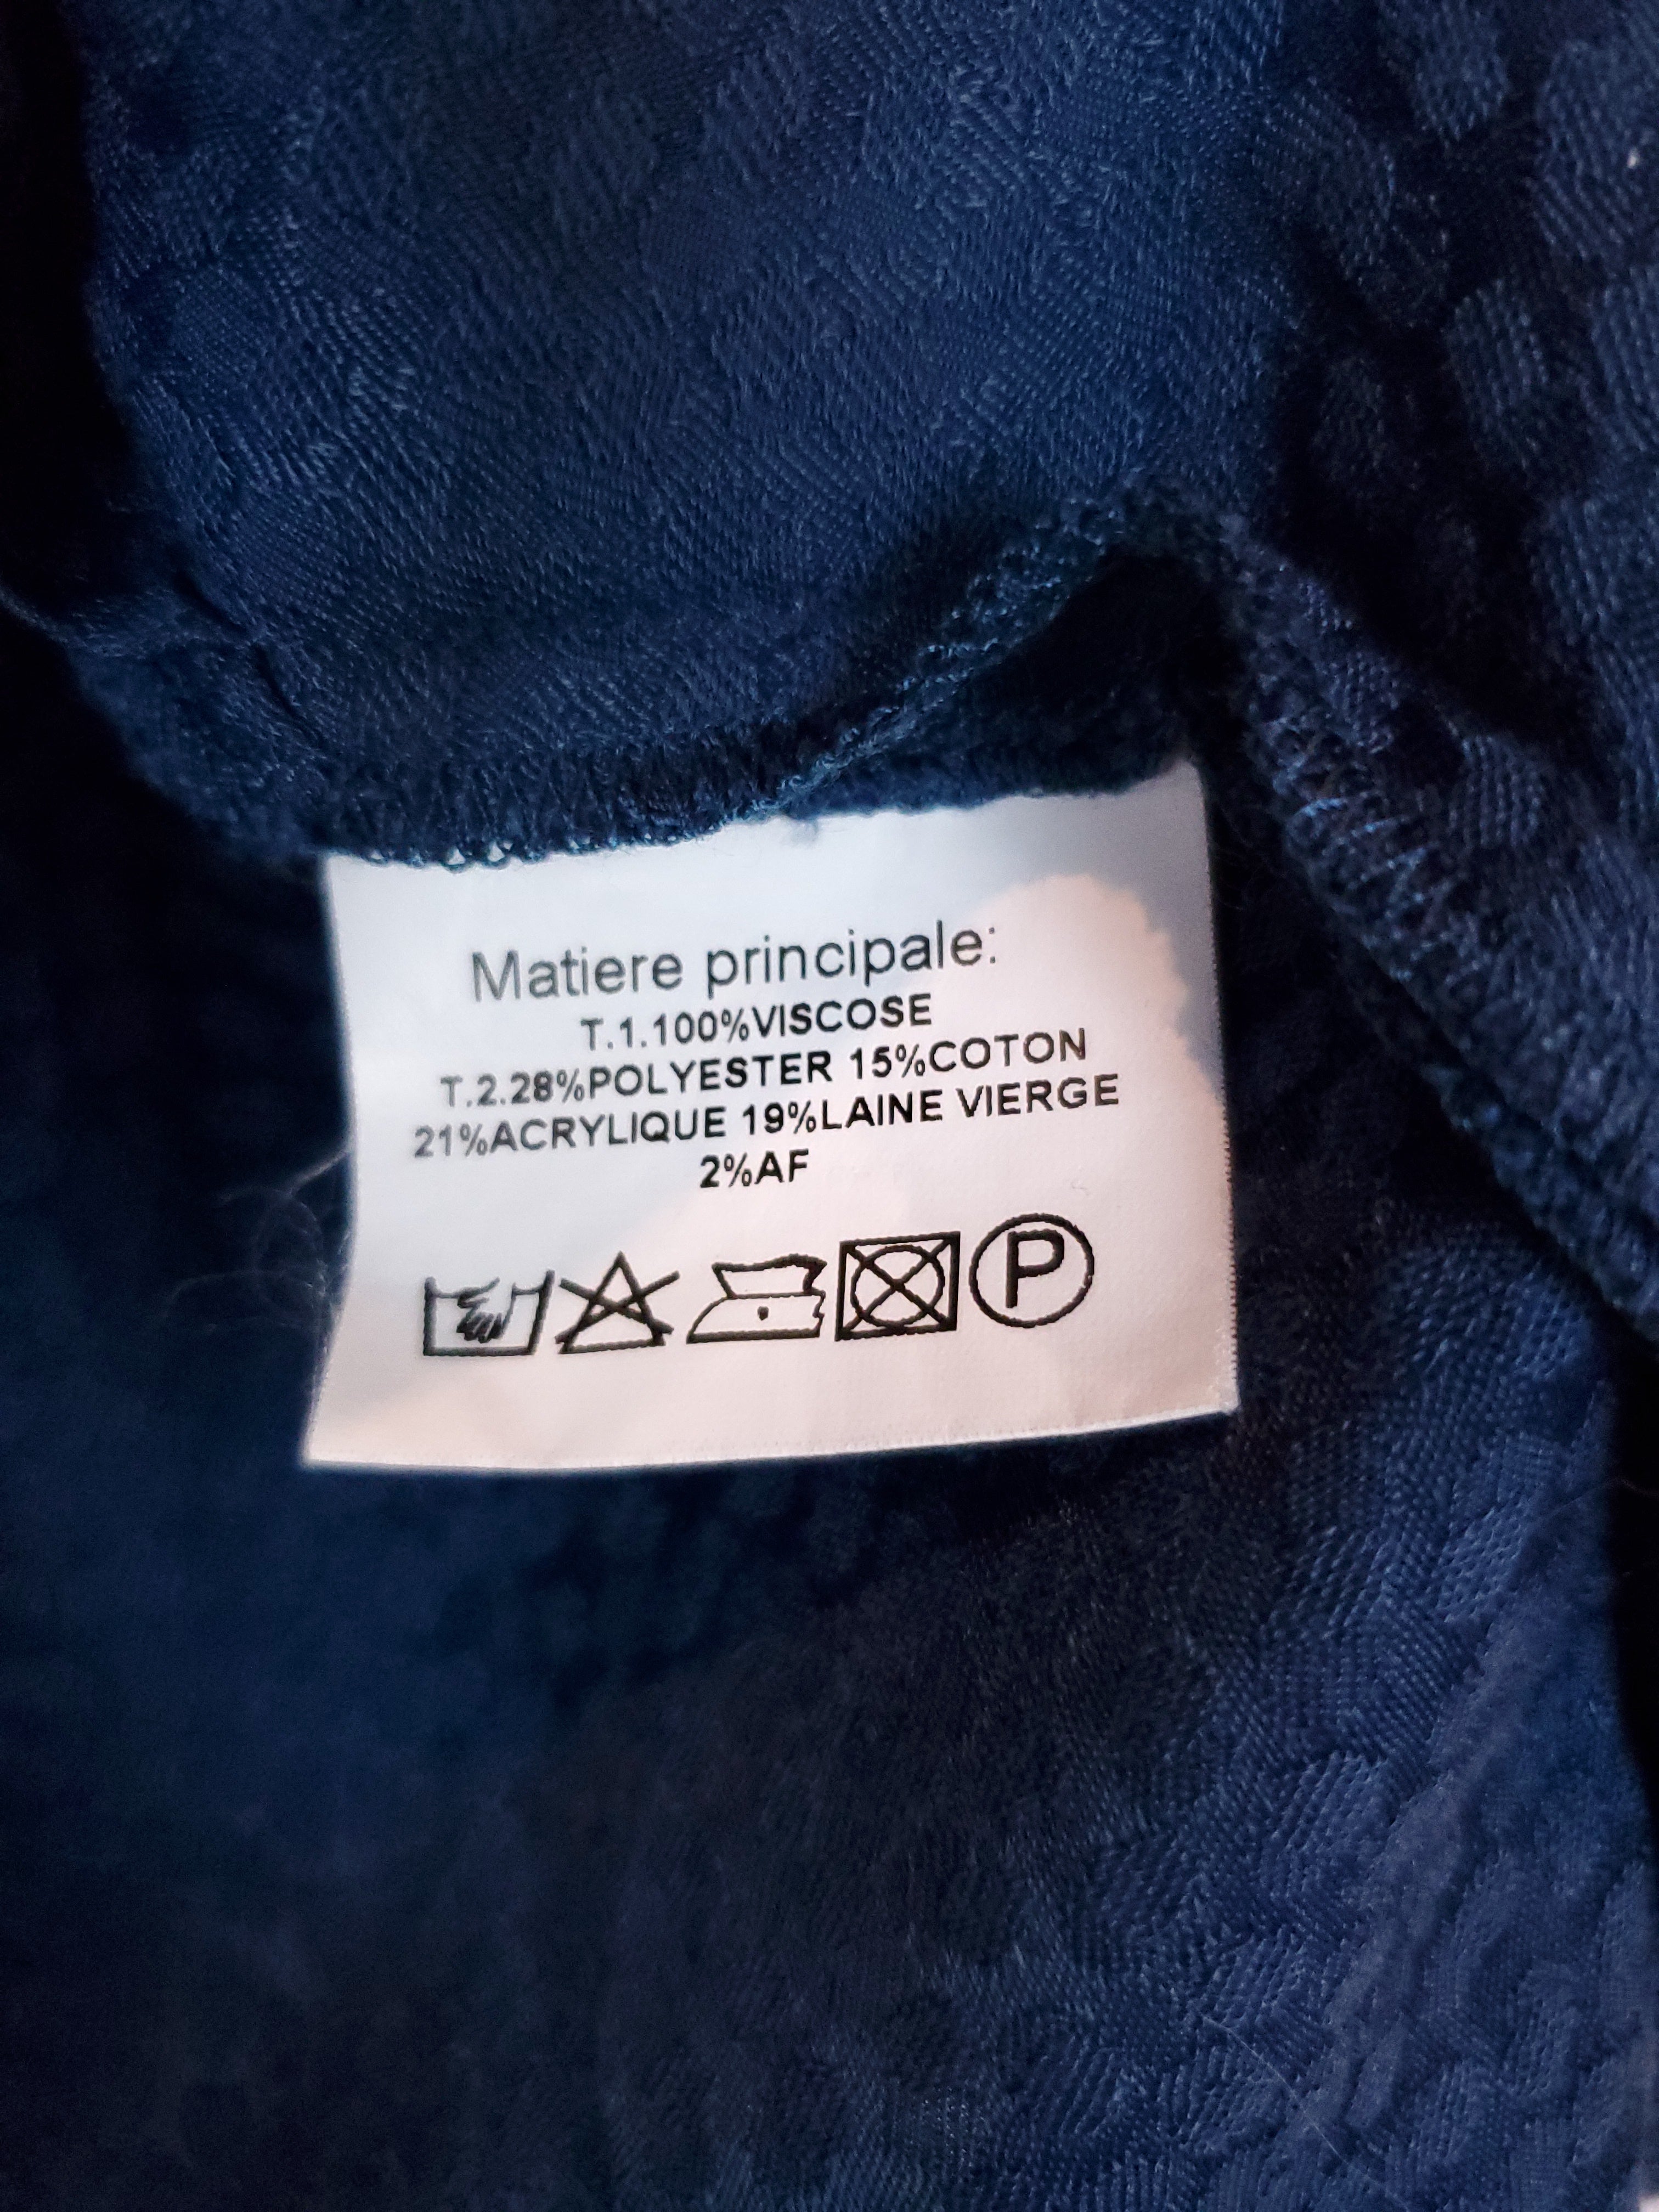 Matiere principale:
T.1.100%VISCOSE
T.2.28%POLYESTER 15%COTON
21%ACRYLIQUE 19%LAINE VIERGE
2%AF
P